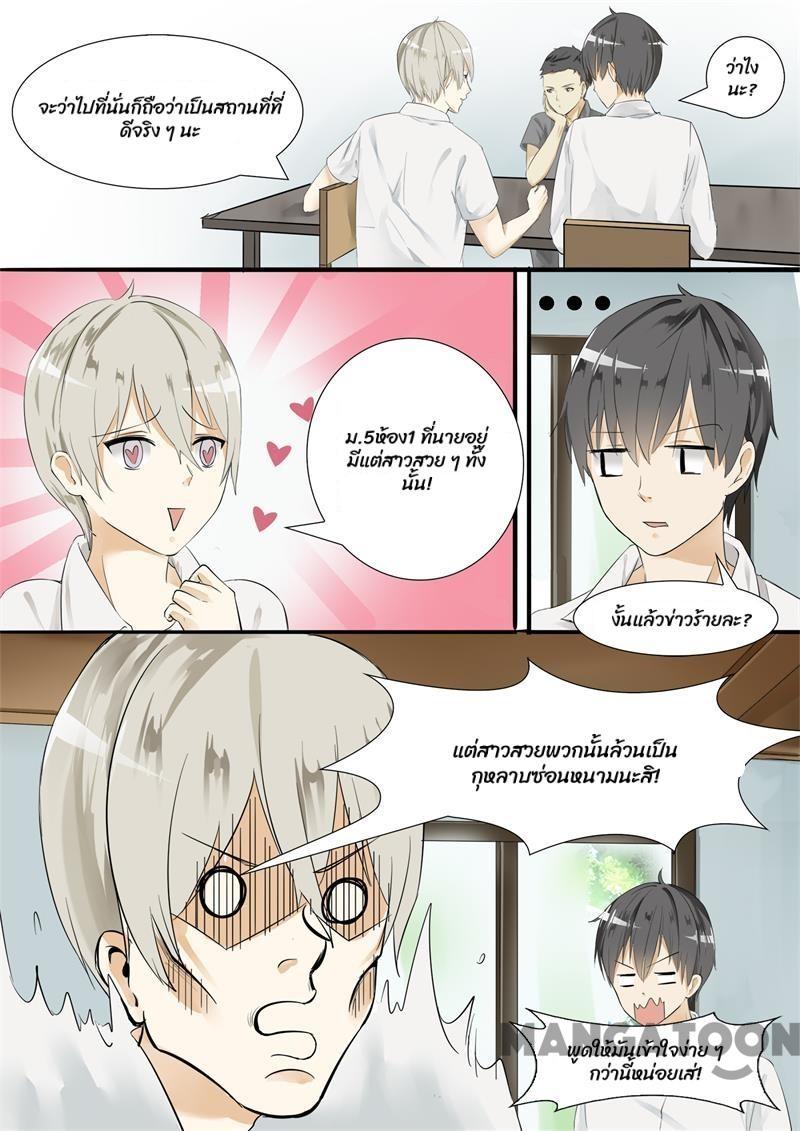 จะว่าไปที่นั่นก็ถือว่าเป็นสถานที่ที่
ดีจริง ๆ นะ
ว่าไง
นะ?
ม.5ห้อง1 ที่นายอยู่
มีแต่สาวสวย ๆ ทั้ง
นั้น!
งั้นแล้วข่าวร้ายละ?
แต่สาวสวยพวกนั้นล้วนเป็น
กุหลาบซ่อนหนามนะสิ!
MANGATOON
พูดให้มันเข้าใจง่าย ๆ
กว่านี้หน่อยเส่!